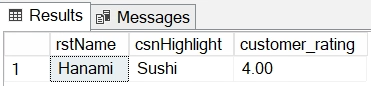 Results Messages
rstName csnHighlight customer_rating
1 Hanami Sushi 4.00